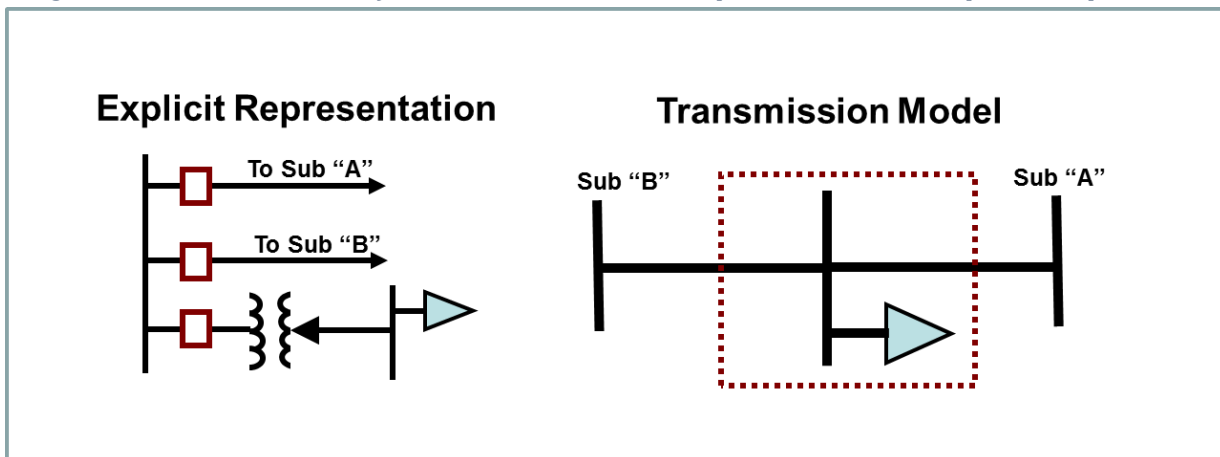 Explicit Representation
To Sub “A”
To Sub “B”
Transmission Model
Sub “B”
Sub “A”